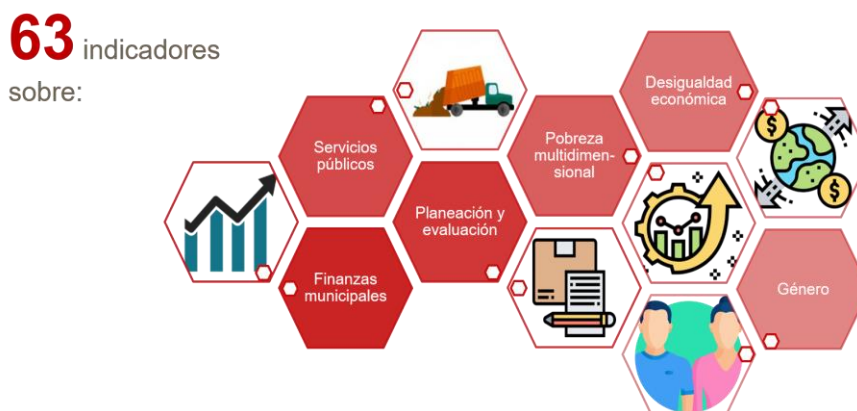 63 indicadores
sobre:
Servicios
públicos
Finanzas
municipales
Planeación y
evaluación
Pobreza
multidimen-
sional
Desigualdad
económica
Género
$
$